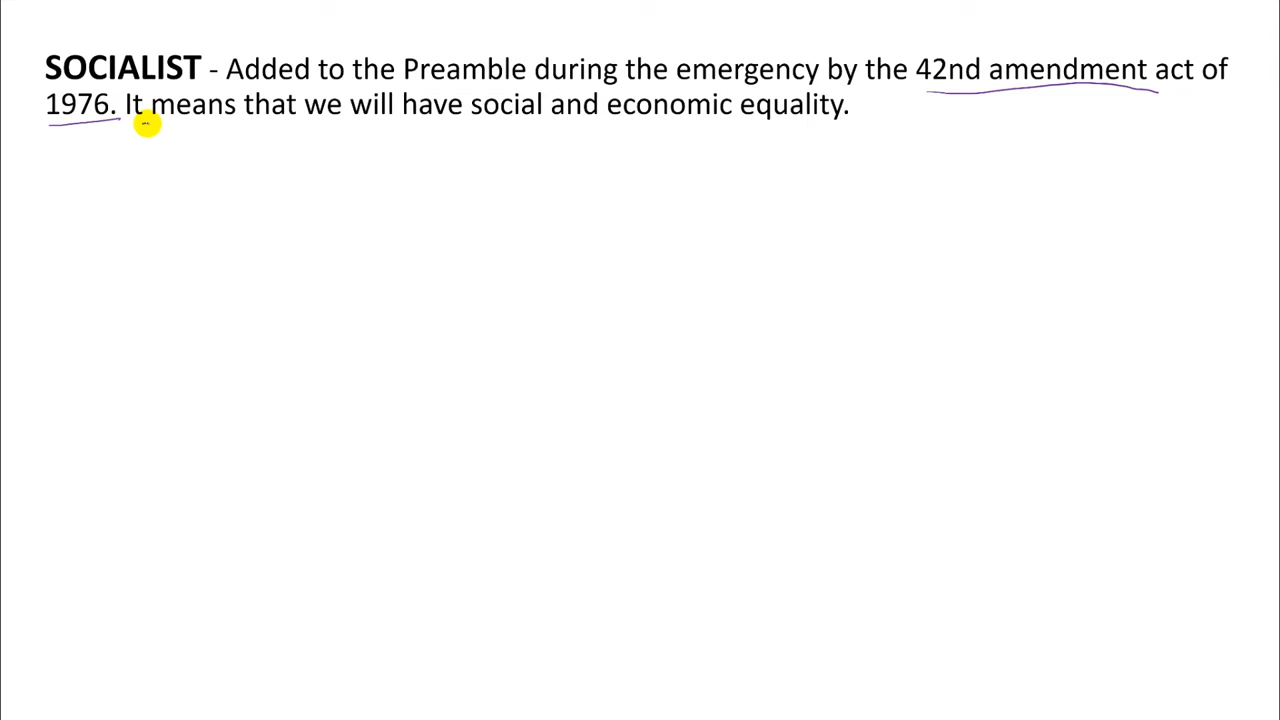 SOCIALIST - Added to the Preamble during the emergency by the 42nd amendment act of
1976. It means that we will have social and economic equality.